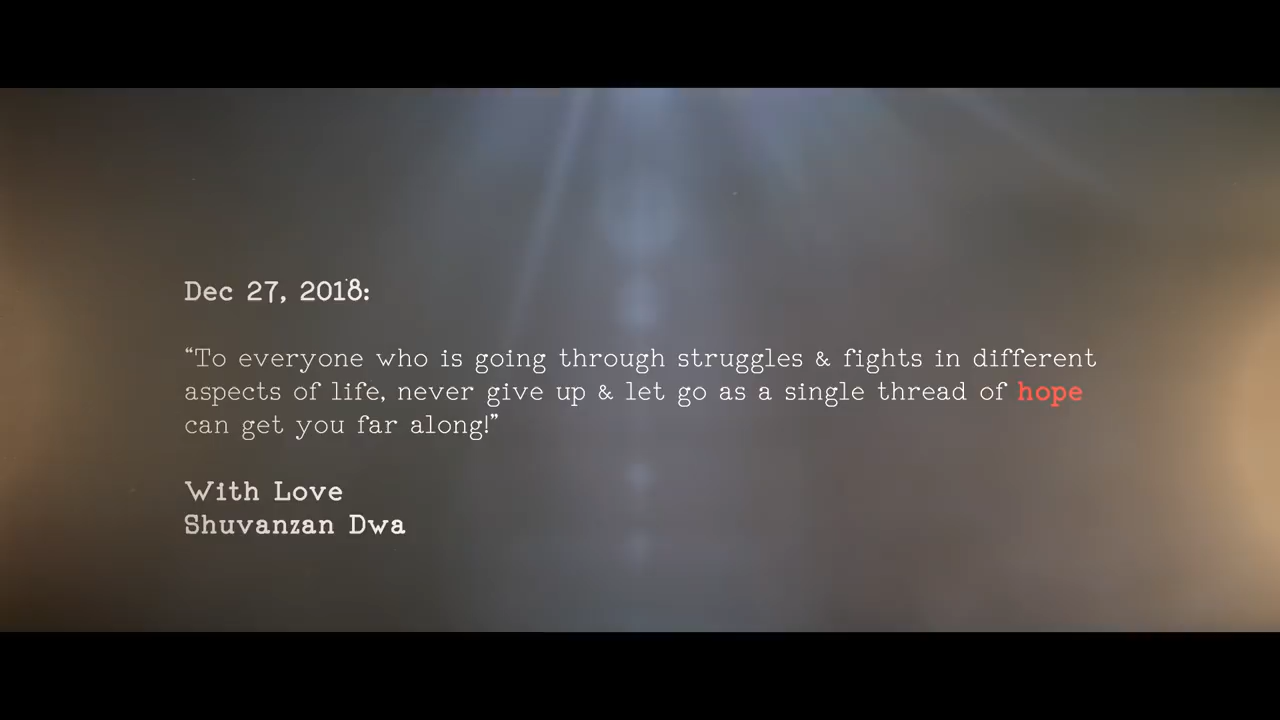 Dec 27, 2018:
“To everyone who is going through struggles & fights in different
aspects of life, never give up & let go as a single thread of hope
can get you far along!”
With Love
Shuvanzan Dwa